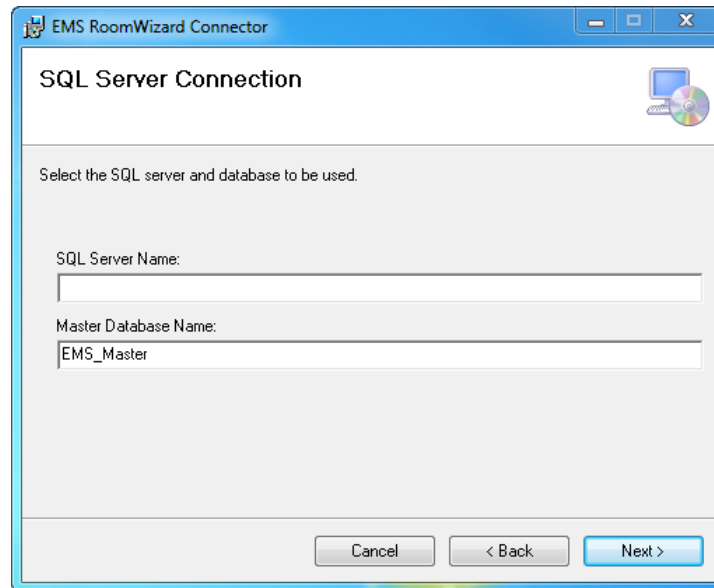 EMS RoomWizard Connector
SQL Server Connection
Select the SQL server and database to be used.
SQL Server Name:
Master Database Name:
EMS_Master
Cancel < Back Next >